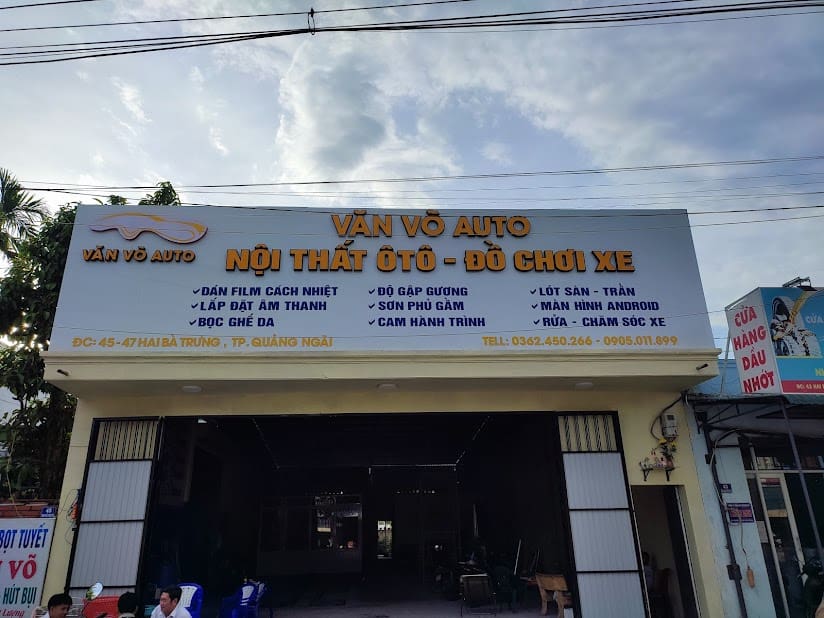 VĂN VÕ AUTO
VĂN VÕ AUTO
NỘI THẤT ÔTÔ - ĐỒ CHƠI XE
✓DÁN FILM CÁCH NHIỆT
✓LẮP ĐẶT ÂM THANH
✓BỌC GHẾ DA
✓ĐỘ GẬP GƯƠNG
✓SƠN PHỦ GẦM
✓CAM HÀNH TRÌNH
✓LÓT SÀN - TRẦN
✓MÀN HÌNH ANDROID
✓RỬA - CHĂM SÓC XE
ĐC: 45-47 HAI BÀ TRƯNG , TP. QUẢNG NGÃI
TELL: 0362.450.266 - 0905.011.899
CỬA
HÀNG
DẦU
NHỚT
CỬA
BỌT TUYẾT
VÕ
HÚT BỤI
Lượng